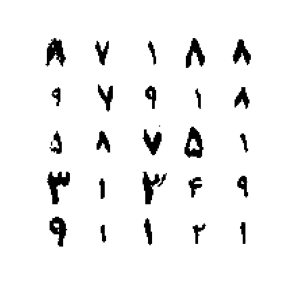 ۸ ۷ ۱ ۸ ۸
۹ ۷ ۹ ۱ ۸
۵ ۸ ۷ ۵ ۱
۳ ۱ ۳ ۴ ۹
۹ ۱ ۱ ۲ ۱